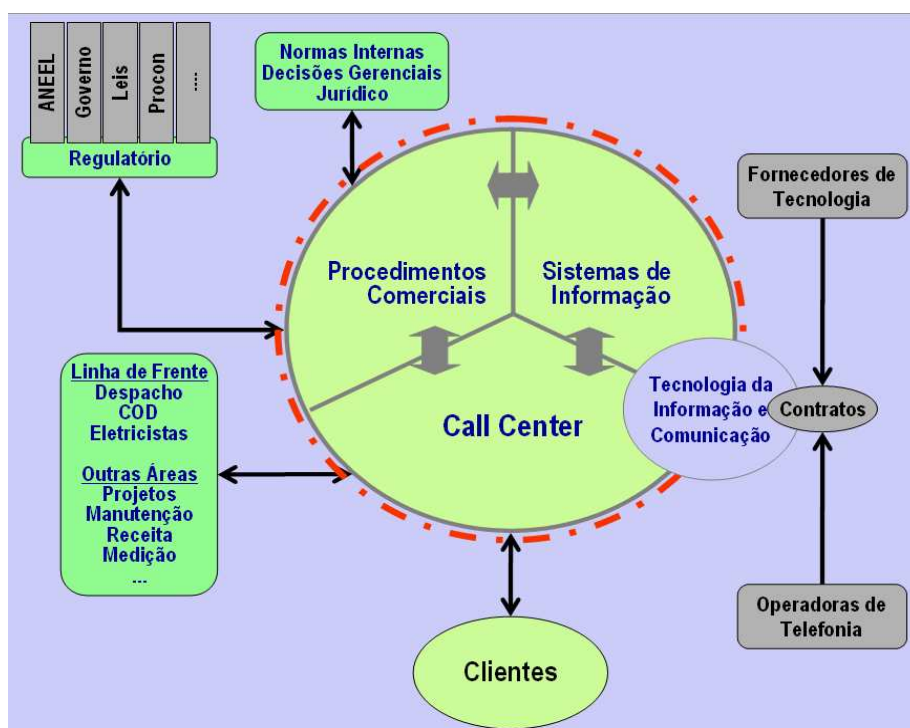 ANEEL
Governo
Leis
Procon
....
Regulatório
Normas Internas
Decisões Gerenciais
Jurídico
Fornecedores de
Tecnologia
Procedimentos
Comerciais
Sistemas de
Informação
Linha de Frente
Despacho
COD
Eletricistas
Outras Áreas
Projetos
Manutenção
Receita
Medição
...
Call Center
Tecnologia da
Informação e
Comunicação
Contratos
Operadoras de
Telefonia
Clientes